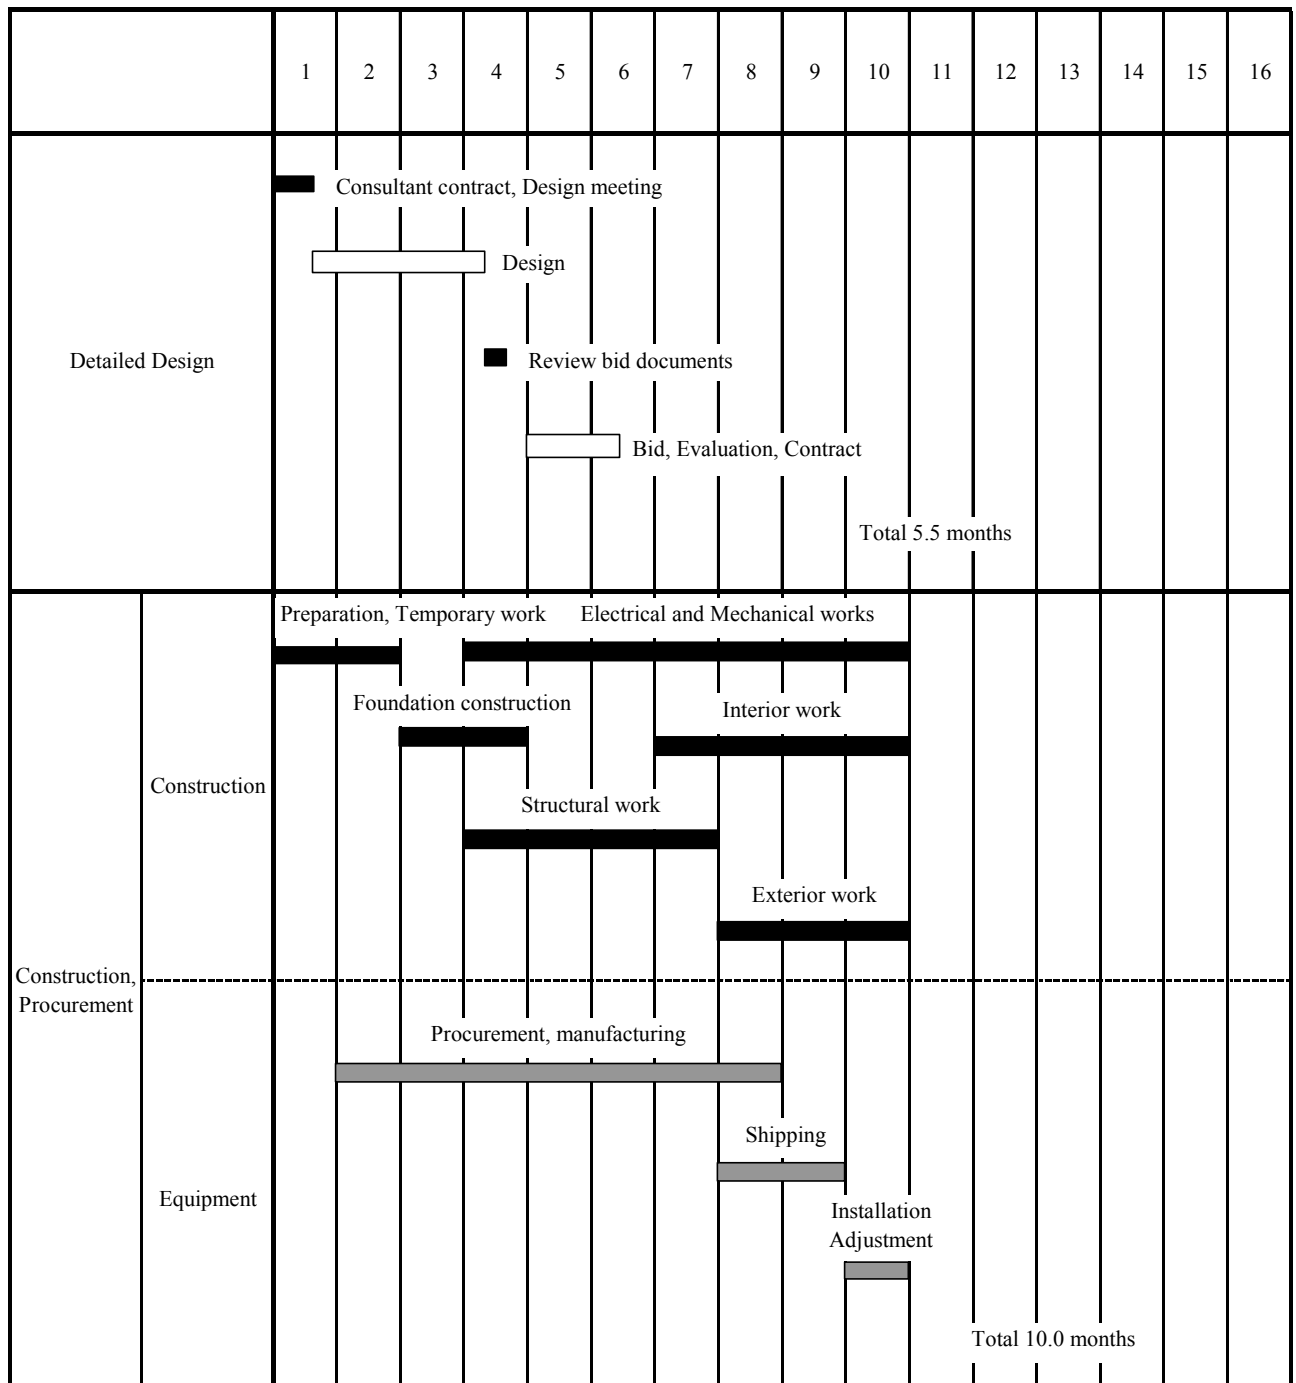 1 2 3 4 5 6 7 8 9 10 11 12 13 14 15 16
Consultant contract, Design meeting
Design
Detailed Design
Review bid documents
Bid, Evaluation, Contract
Total 5.5 months
Preparation, Temporary work Electrical and Mechanical works
Foundation construction Interior work
Construction
Structural work
Exterior work
Construction,
Procurement
Procurement, manufacturing
Shipping
Equipment
Installation
Adjustment
Total 10.0 months